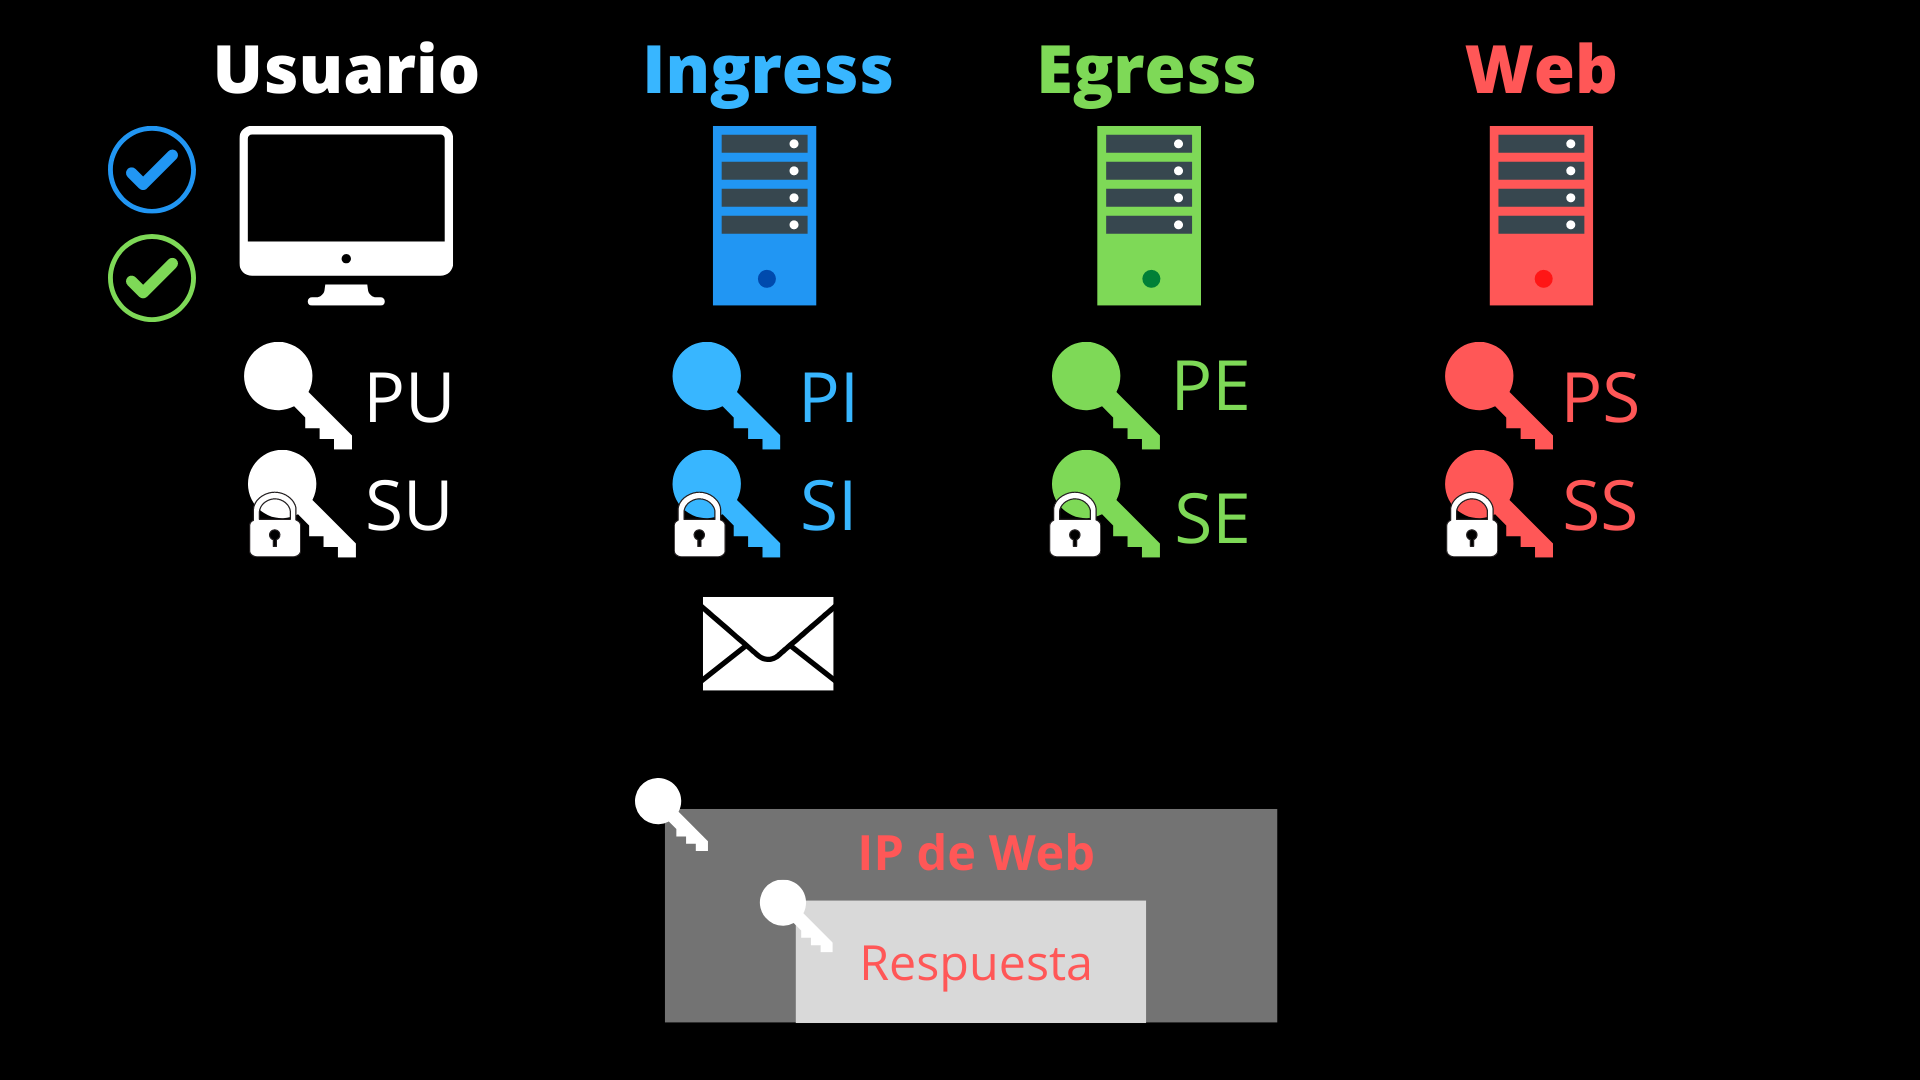 Usuario Ingress Egress Web
PU PI PE PS
SU SI SE SS
IP de Web
Respuesta